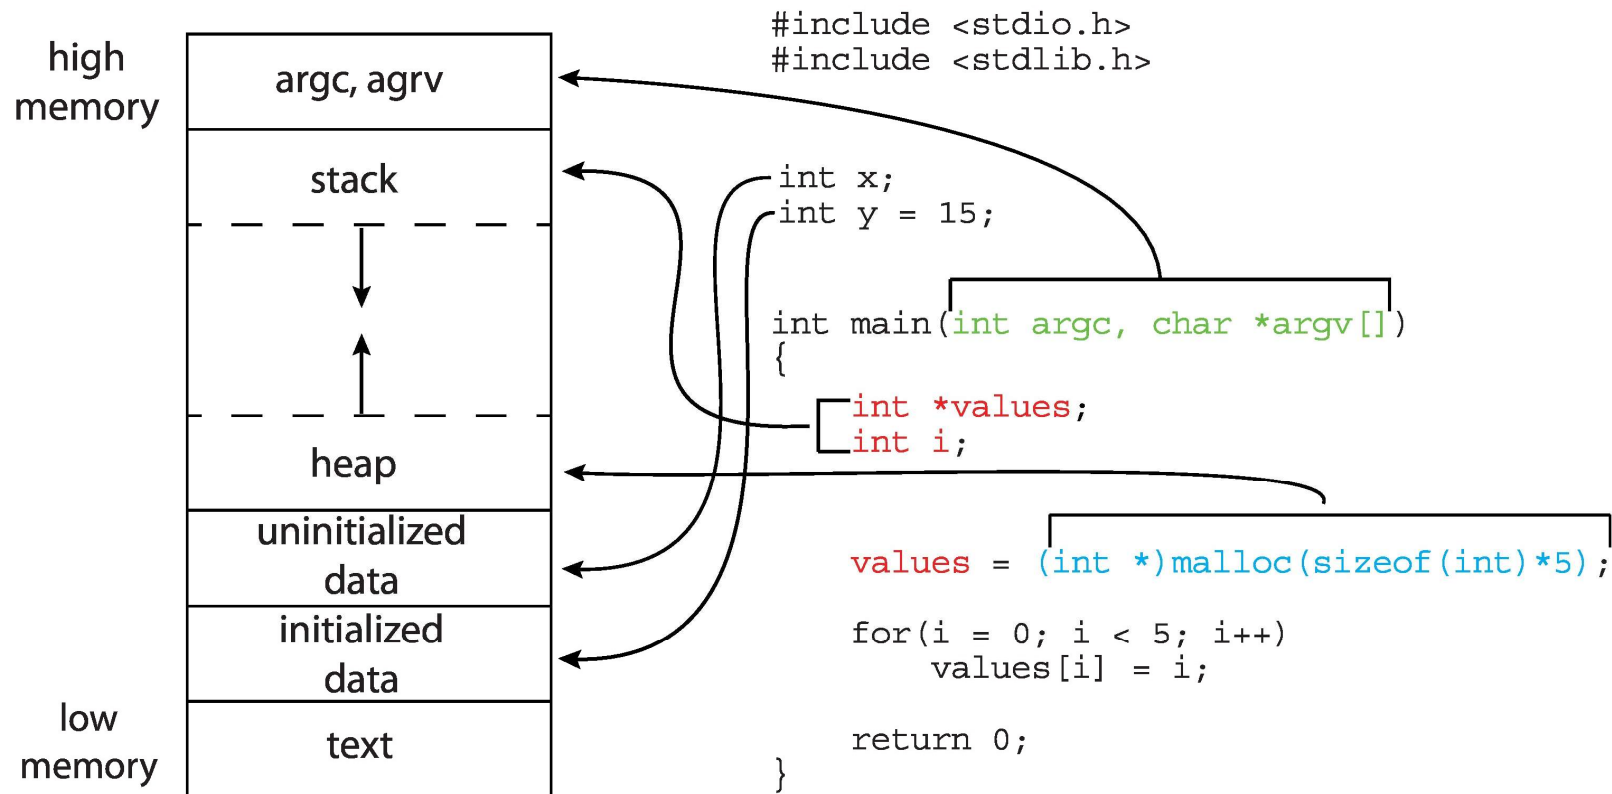 high
memory
argc, agrv
stack
heap
uninitialized
data
initialized
data
low
memory
text
#include <stdio.h>
#include <stdlib.h>
int x;
int y = 15;
int main(int argc, char *argv[])
{
int *values;
int i;
values = (int *)malloc(sizeof(int)*5);
for(i = 0; i < 5; i++)
values[i] = i;
return 0;
}